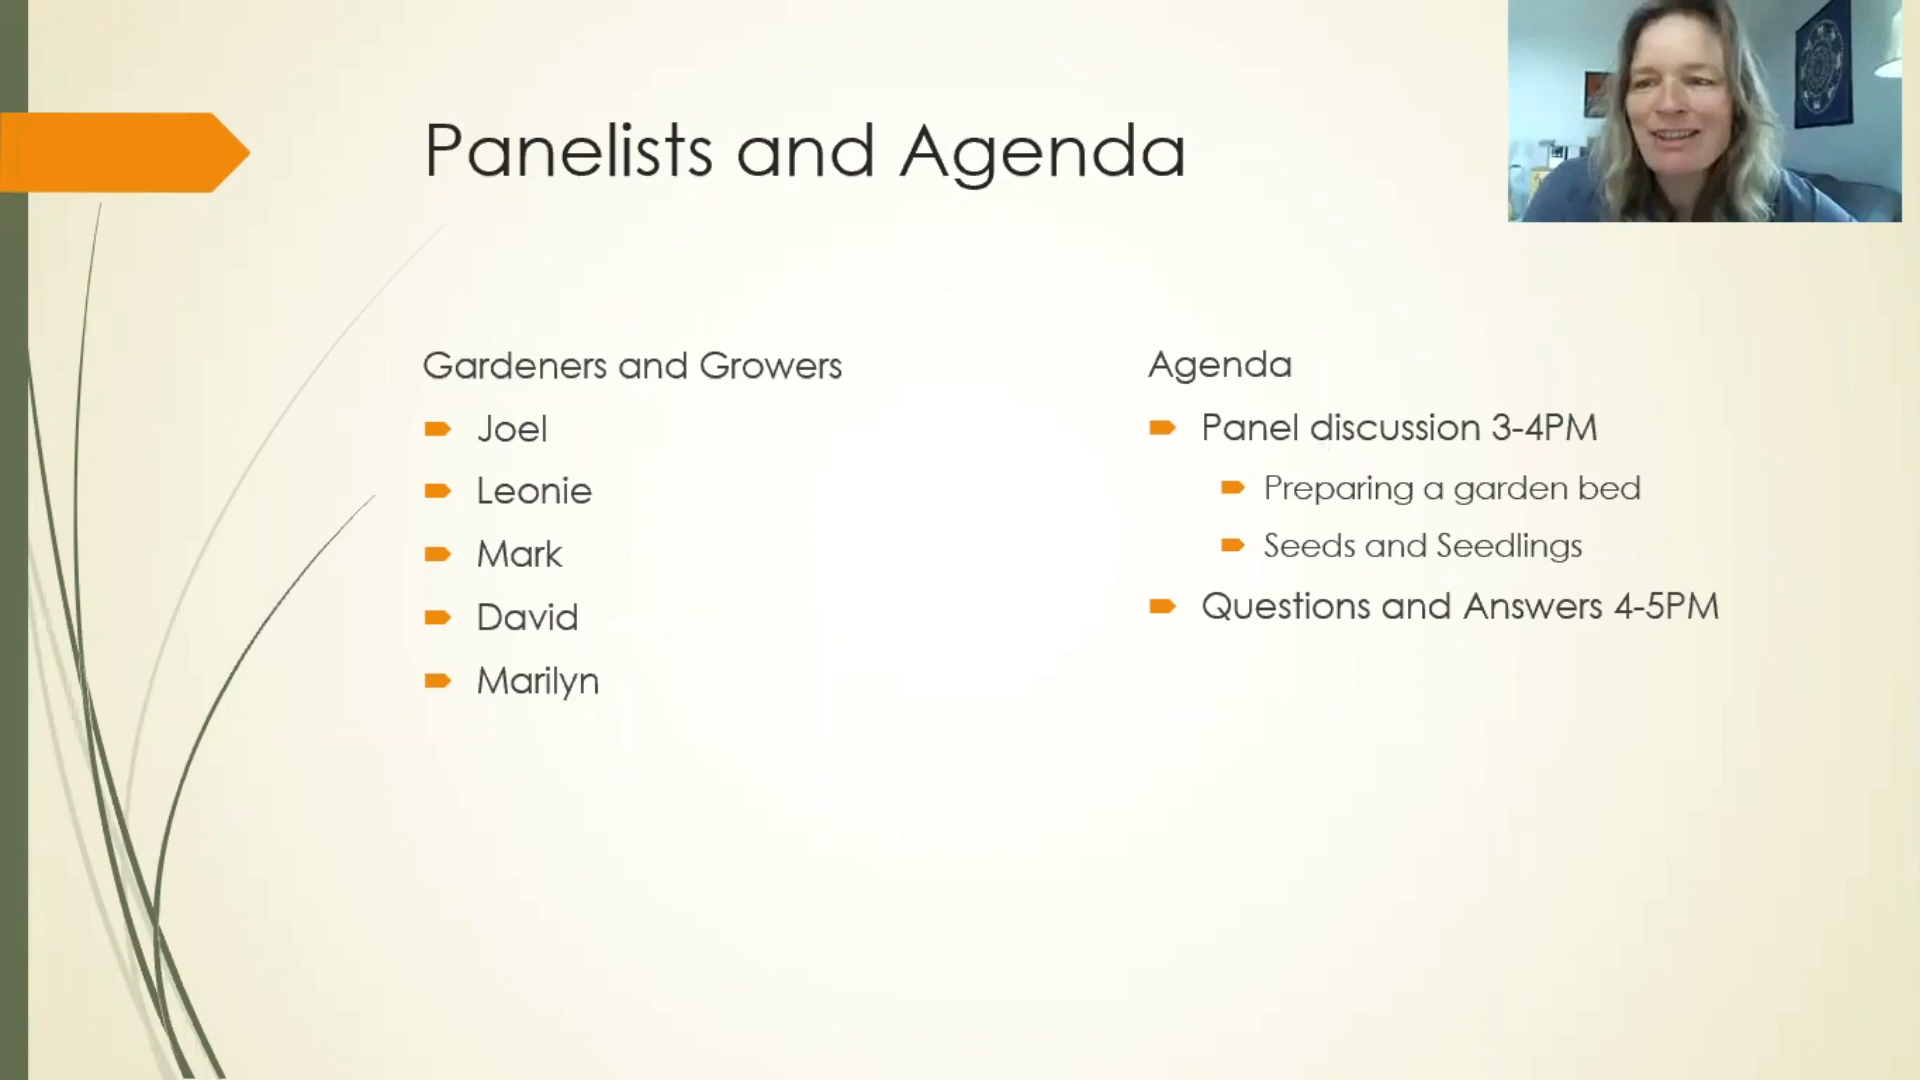 Panelists and Agenda
Gardeners and Growers
Joel
Leonie
Mark
David
Marilyn
Agenda
Panel discussion 3-4PM
Preparing a garden bed
Seeds and Seedlings
Questions and Answers 4-5PM